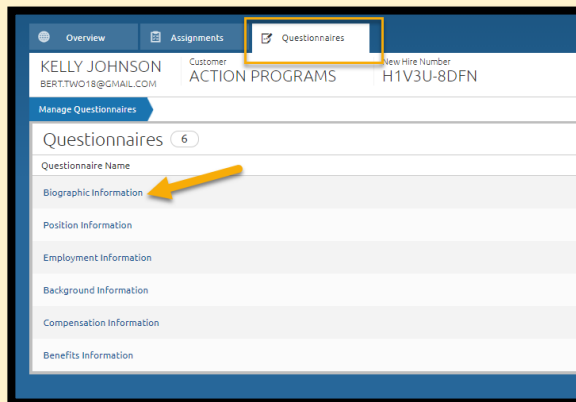 Overview Assignments Questionnaires
KELLY JOHNSON Customer New Hire Number
BERT.TWO18@GMAIL.COM ACTION PROGRAMS H1V3U-8DFN
Manage Questionnaires
Questionnaires 6
Questionnaire Name
Biographic Information
Position Information
Employment Information
Background Information
Compensation Information
Benefits Information